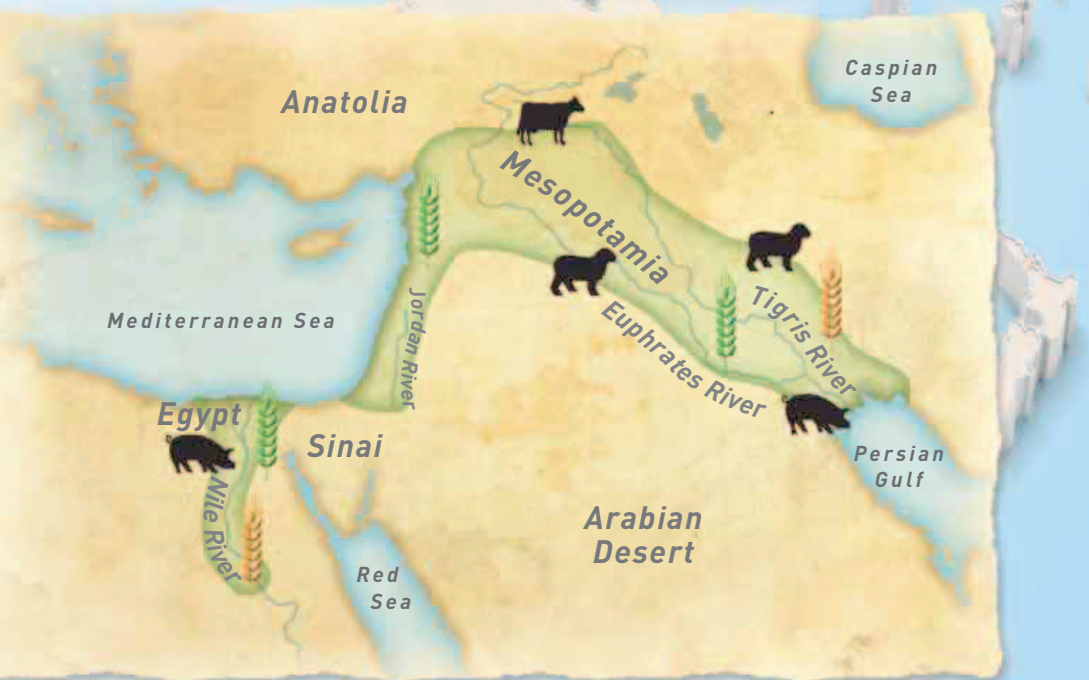 Caspian
Sea
Anatolia
Mesopotamia
Mediterranean Sea
Jordan River
Tigris River
Euphrates River
Egypt
Sinai
Nile River
Persian
Gulf
Arabian
Desert
Red
Sea